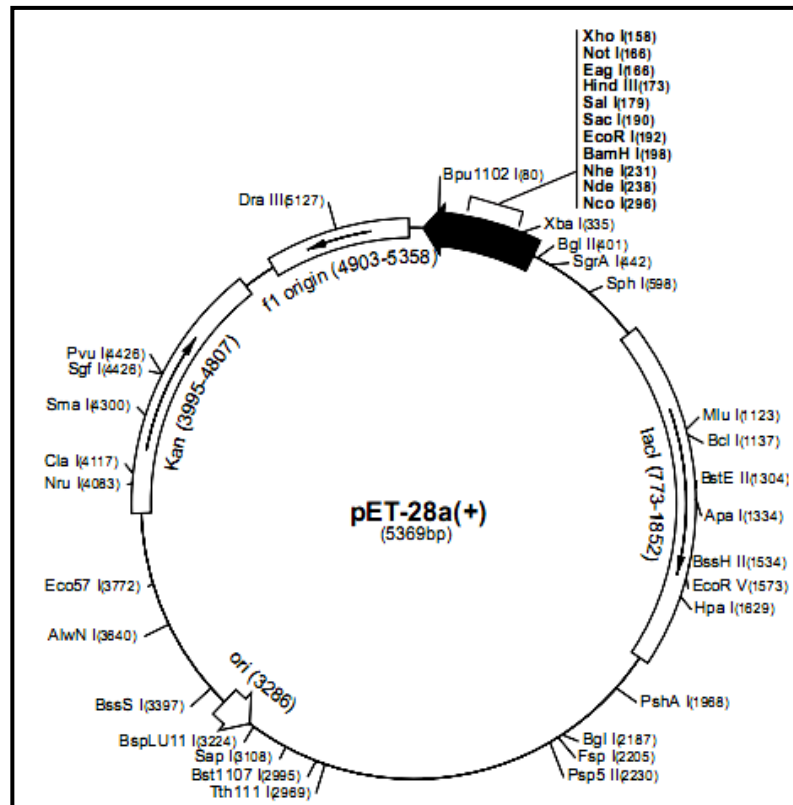 Xho I(158)
Not I(166)
Eag I(166)
Hind III(173)
Sal I(179)
Sac I(190)
EcoR I(192)
BamH I(198)
Nhe I(231)
Nde I(238)
Nco I(296)
Bpu1102 I(80)
Dra III(5127)
Xba I(335)
Bgl II(401)
SgrA I(442)
Sph I(598)
f1 origin (4903-5358)
Pvu I(4426)
Sgf I(4426)
Sma I(4300)
Kan (3995-4807)
Cla I(4117)
Nru I(4083)
Mlu I(1123)
Bcl I(1137)
BstE II(1304)
Apa I(1334)
lacI (773-1852)
BssH II(1534)
EcoR V(1573)
Hpa I(1629)
pET-28a(+)
(5369bp)
Eco57 I(3772)
AlwN I(3640)
ori (3286)
BssS I(3397)
BspLU11 I(3224)
Sap I(3108)
Bst1107 I(2995)
Tth111 I(2969)
PshA I(1968)
Bgl I(2187)
Fsp I(2205)
Psp5 II(2230)